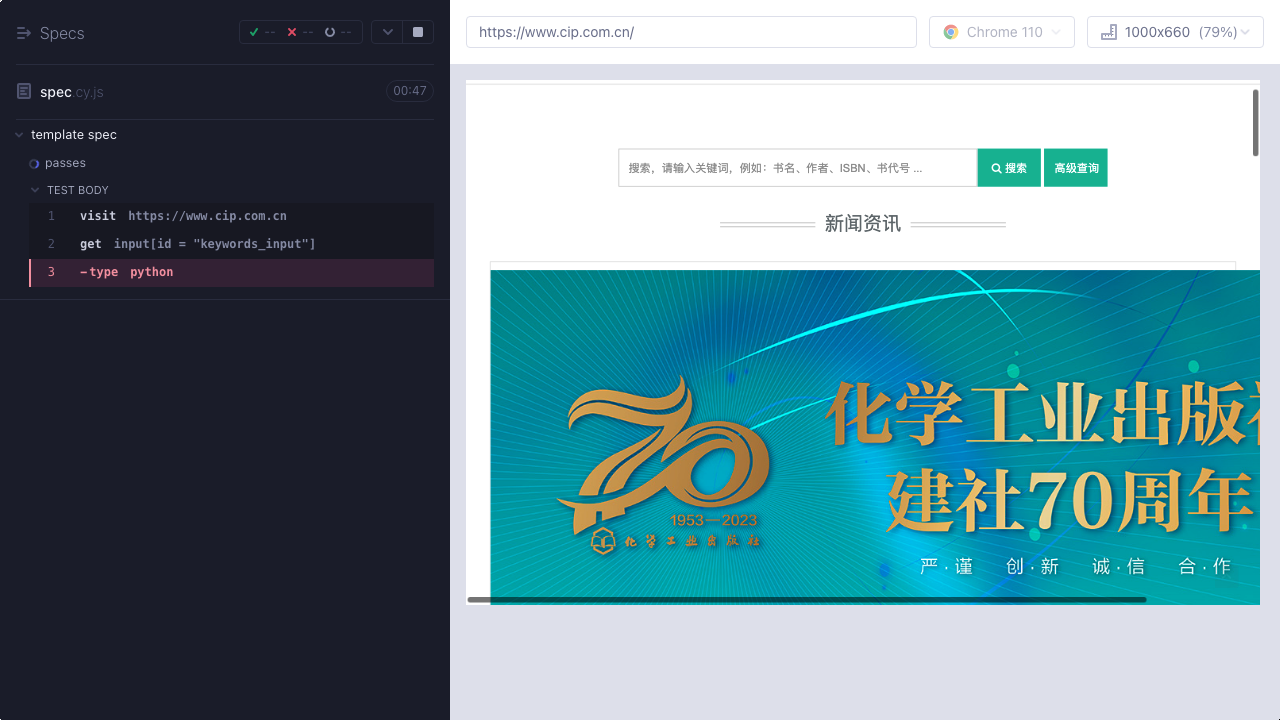 Specs
-- -- --
spec.cy.js
00:47
template spec
passes
TEST BODY
1 visit https://www.cip.com.cn
2 get input[id = "keywords_input"]
3 -type python
https://www.cip.com.cn/
Chrome 110
1000x660 (79%)
搜索，请输入关键词，例如：书名、作者、ISBN、书代号 ...
搜索
高级查询
新闻资讯
化学工业出版社
建社70周年
严·谨 创·新 诚·信 合·作
70
1953—2023
化学工业出版社